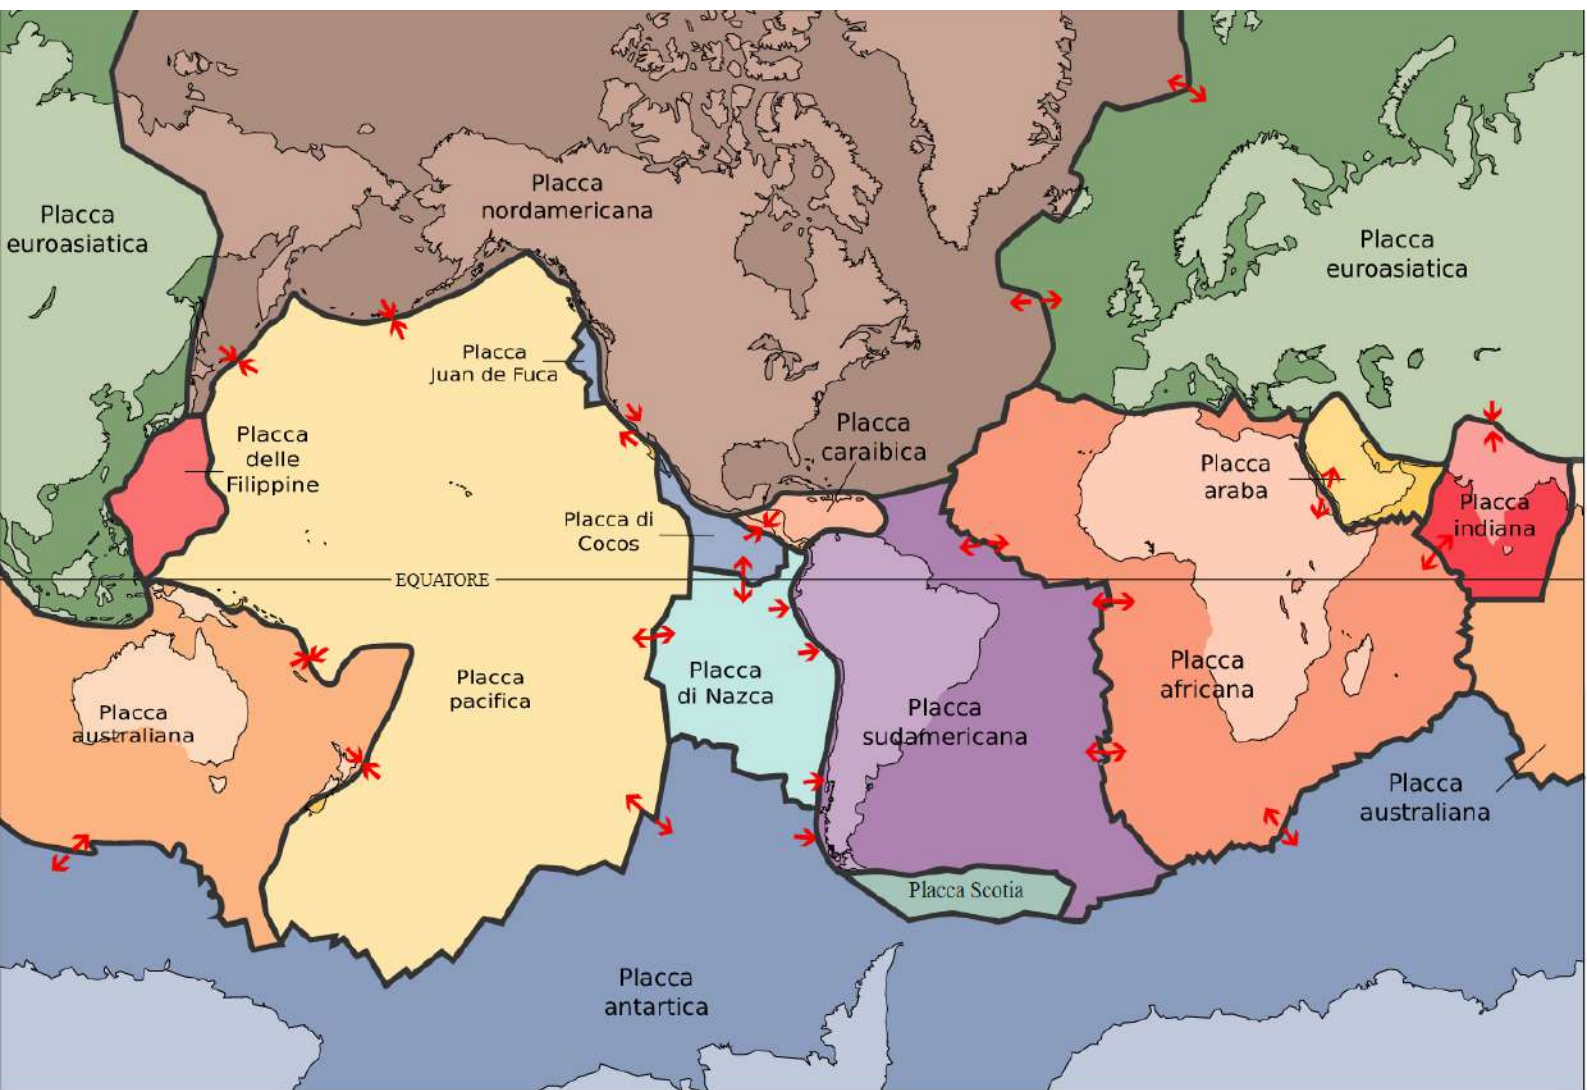 Placca
nordamericana
Placca
euroasiatica
Placca
euroasiatica
Placca
Juan de Fuca
Placca
caraibica
Placca
delle
Filippine
Placca
araba
Placca
indiana
Placca di
Cocos
EQUATORE
Placca
pacifica
Placca
di Nazca
Placca
sudamericana
Placca
africana
Placca
australiana
Placca
australiana
Placca Scotia
Placca
antartica